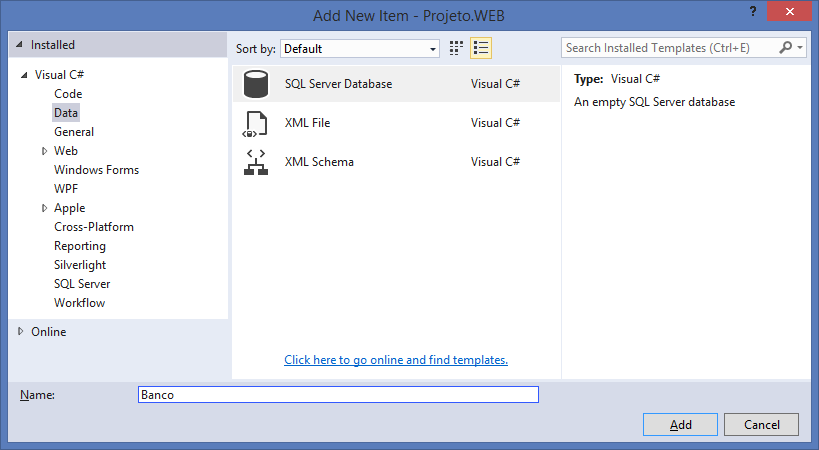 Add New Item - Projeto.WEB
?
Installed
Sort by: Default
Search Installed Templates (Ctrl+E)
Visual C#
Code
Data
General
Web
Windows Forms
WPF
Apple
Cross-Platform
Reporting
Silverlight
SQL Server
Workflow
Online
SQL Server Database Visual C#
XML File Visual C#
XML Schema Visual C#
Click here to go online and find templates.
Type: Visual C#
An empty SQL Server database
Name: Banco
Add Cancel